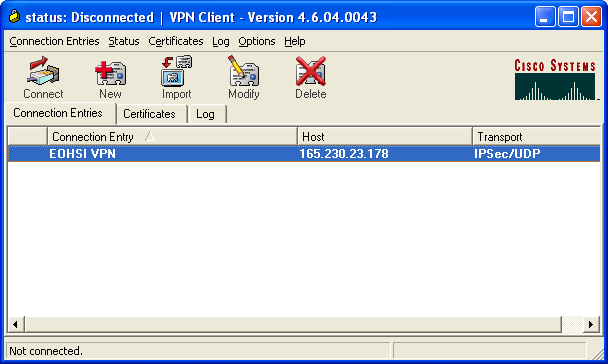 status: Disconnected | VPN Client - Version 4.6.04.0043
Connection Entries Status Certificates Log Options Help
Connect New Import Modify Delete
CISCO SYSTEMS
Connection Entries Certificates Log
Connection Entry Host Transport
EOHSI VPN 165.230.23.178 IPSec/UDP
Not connected.